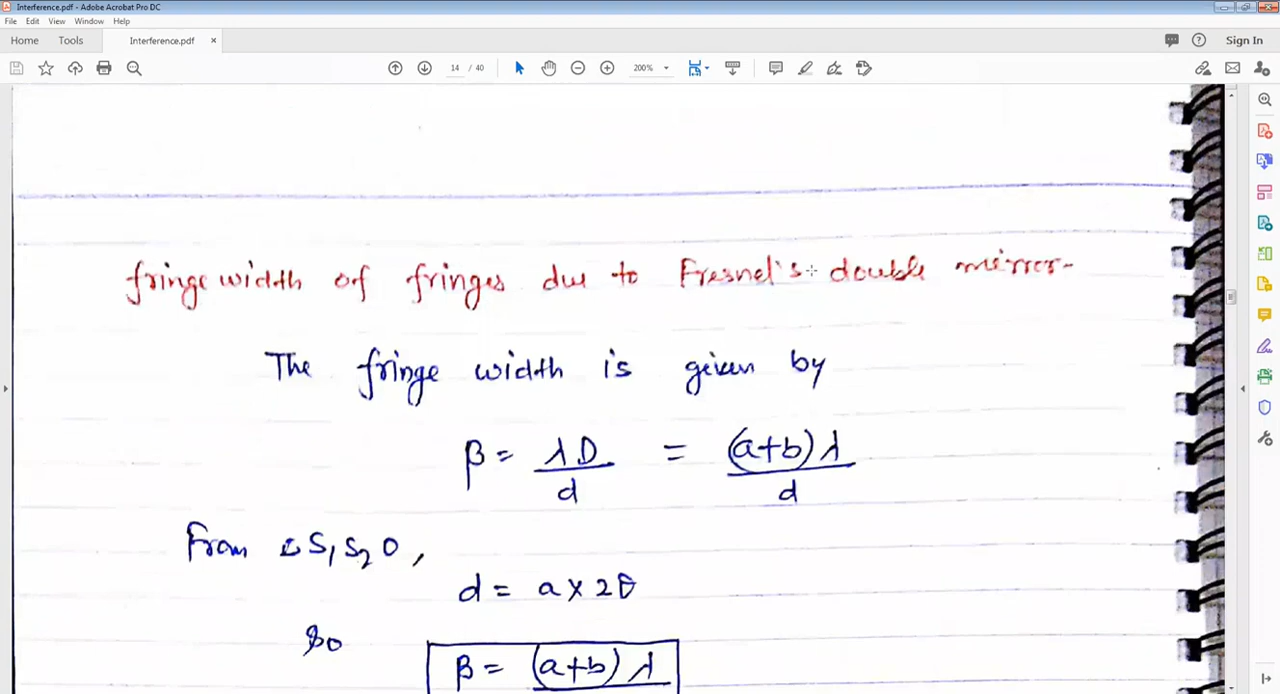 Interference.pdf - Adobe Acrobat Pro DC
File Edit View Window Help
Home Tools Interference.pdf × Sign In
14 / 40 200%
fringe width of fringes due to Fresnel's double mirror-
The fringe width is given by
β = λD/d = (a+b)λ/d
From ΔS₁S₂O,
d = a × 2θ
So
β = (a+b) λ